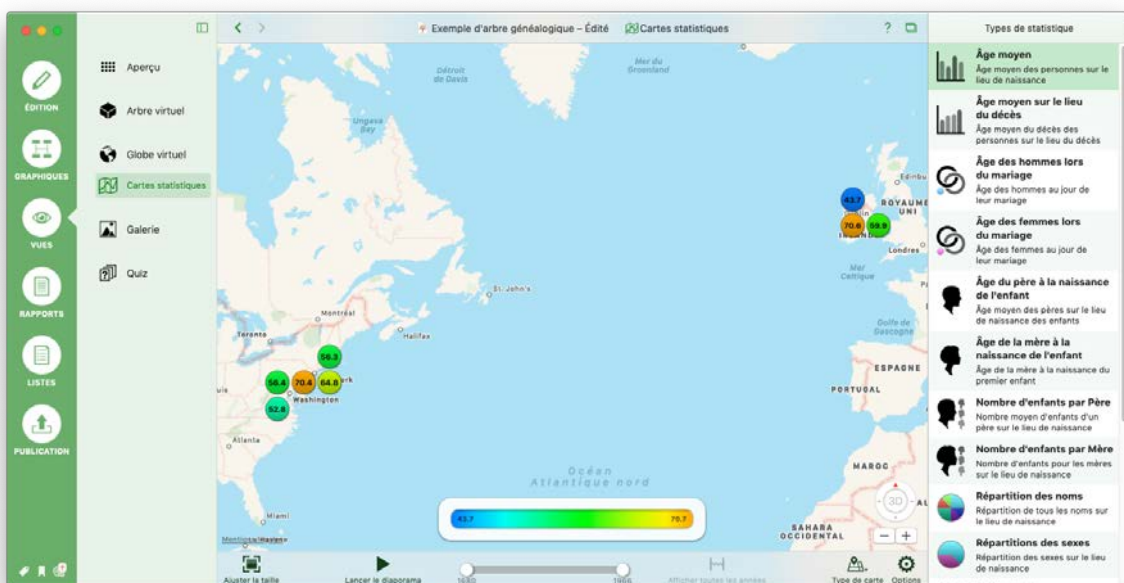 Exemple d'arbre généalogique – Édité
Cartes statistiques
?
Types de statistique
ÉDITION
GRAPHIQUES
VUES
RAPPORTS
LISTES
PUBLICATION
Aperçu
Arbre virtuel
Globe virtuel
Cartes statistiques
Galerie
Quiz
Détroit
de Davis
Mer du
Groenland
Ungava
Bay
St. John's
Montréal
Toronto
Halifax
56.3
56.4
70.4
64.8
52.9
Washington
Atlanta
Miami
43.7
ROYAUME
UNI
70.6
59.9
Londres
Mer
Celtique
Golfe de
Gascogne
ESPAGNE
PORTUGAL
MAROC
SAHARA
OCCIDENTAL
Océan
Atlantique nord
3D
43.7
70.7
Ajuster la taille
Lancer le diaporama
1680
1966
Afficher toutes les années
Type de carte
Options
Âge moyen
Âge moyen des personnes sur le
lieu de naissance
Âge moyen sur le lieu
du décès
Âge moyen du décès des
personnes sur le lieu du décès
Âge des hommes lors
du mariage
Âge des hommes au jour de
leur mariage
Âge des femmes lors
du mariage
Âge des femmes au jour de
leur mariage
Âge du père à la naissance
de l'enfant
Âge moyen des pères sur le lieu
de naissance des enfants
Âge de la mère à la
naissance de l'enfant
Âge de la mère à la naissance du
premier enfant
Nombre d'enfants par Père
Nombre moyen d'enfants d'un
père sur le lieu de naissance
Nombre d'enfants par Mère
Nombre d'enfants pour les mères
sur le lieu de naissance
Répartition des noms
Répartition de tous les noms sur
le lieu de naissance
Répartitions des sexes
Répartition des sexes sur le lieu
de naissance